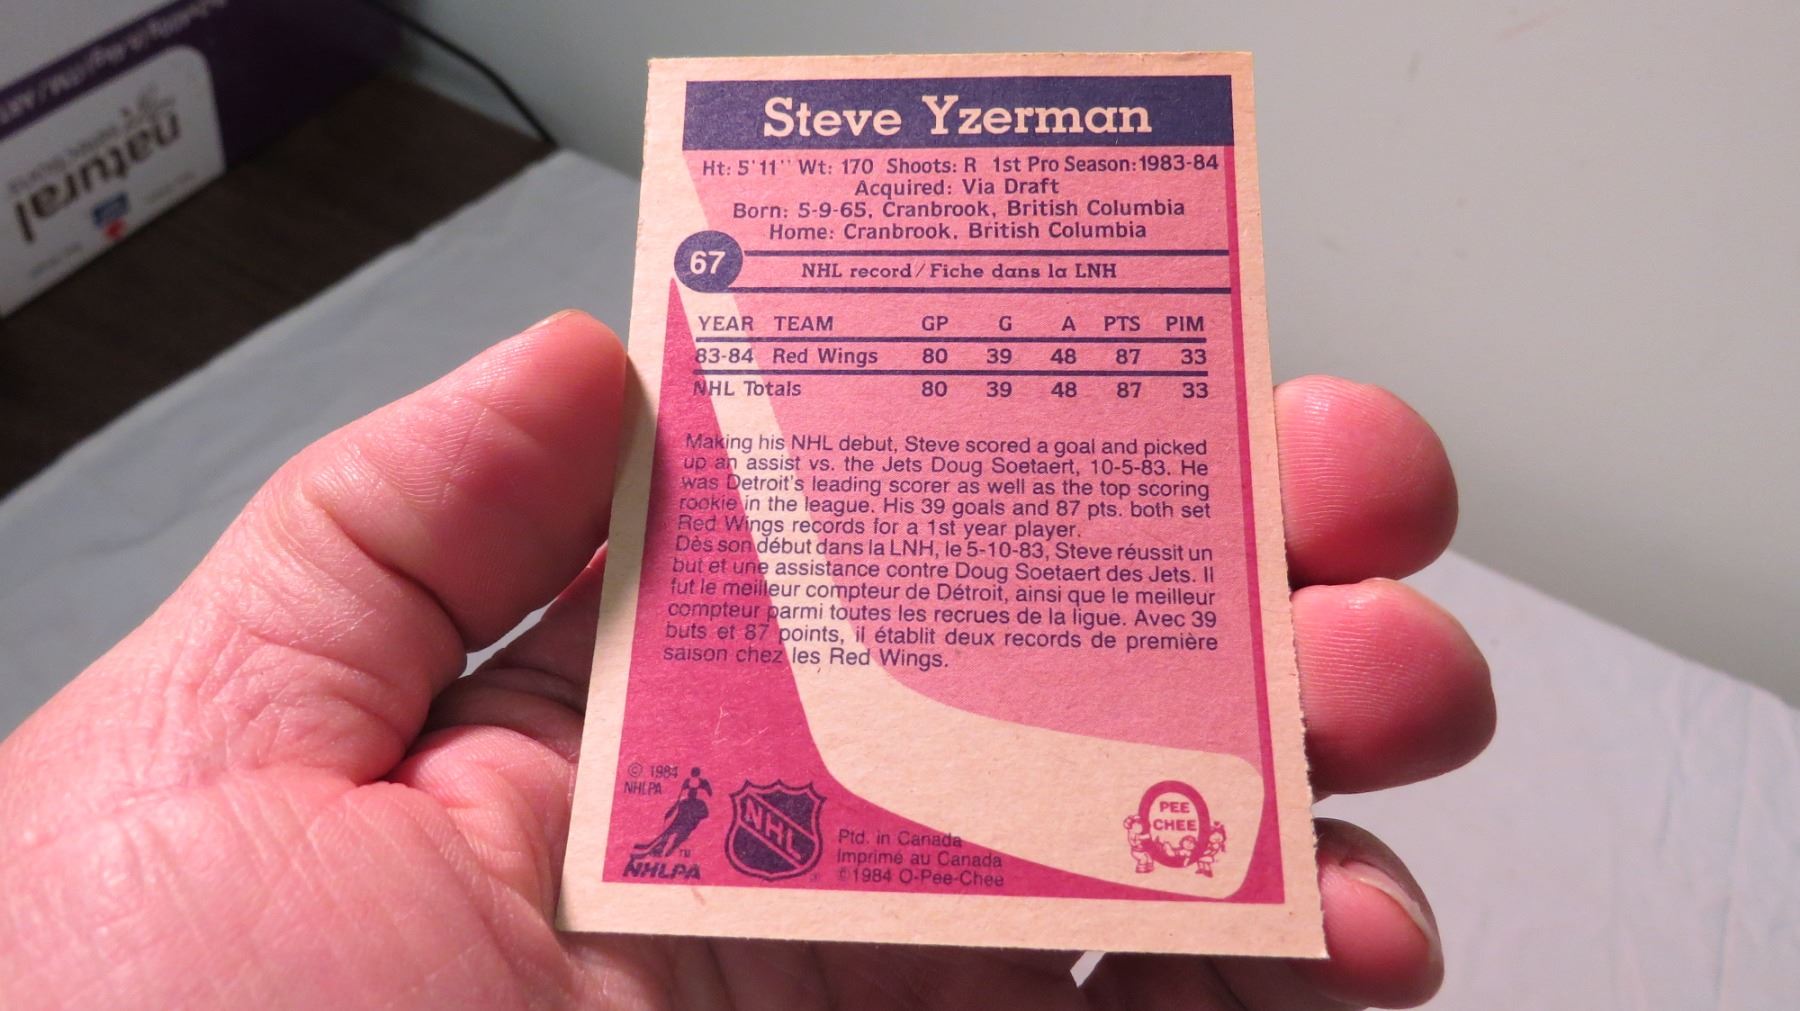 natural
Steve Yzerman
Ht: 5'11" Wt: 170 Shoots: R 1st Pro Season: 1983-84
Acquired: Via Draft
Born: 5-9-65, Cranbrook, British Columbia
Home: Cranbrook, British Columbia
67
NHL record/Fiche dans la LNH
YEAR TEAM GP G A PTS PIM
83-84 Red Wings 80 39 48 87 33
NHL Totals 80 39 48 87 33
Making his NHL debut, Steve scored a goal and picked
up an assist vs. the Jets Doug Soetaert, 10-5-83. He
was Detroit's leading scorer as well as the top scoring
rookie in the league. His 39 goals and 87 pts. both set
Red Wings records for a 1st year player.
Dès son début dans la LNH, le 5-10-83, Steve réussit un
but et une assistance contre Doug Soetaert des Jets. Il
fut le meilleur compteur de Détroit, ainsi que le meilleur
compteur parmi toutes les recrues de la ligue. Avec 39
buts et 87 points, il établit deux records de première
saison chez les Red Wings.
© 1984
NHLPA
TM
NHLPA
NHL
Ptd. in Canada
Imprimé au Canada
©1984 O-Pee-Chee
PEE
CHEE